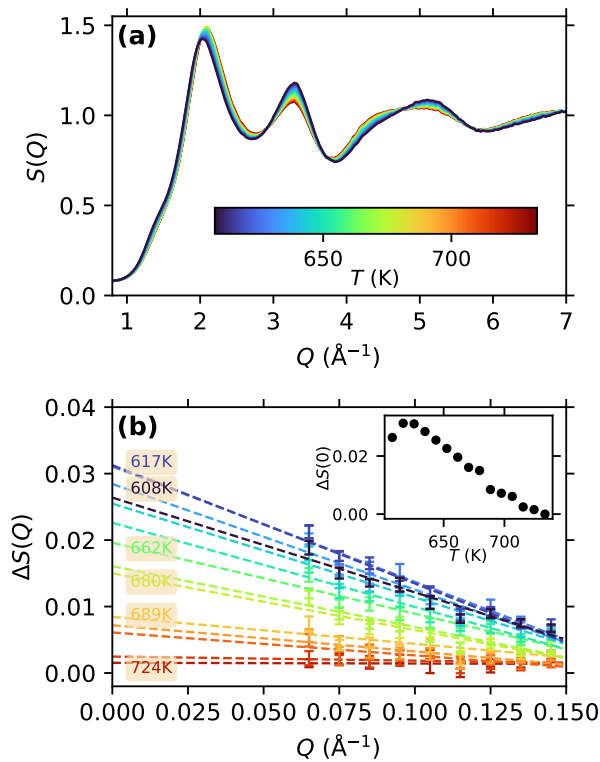 (a)
1.5
1.0
0.5
0.0
S(Q)
650 700
T (K)
1 2 3 4 5 6 7
Q (Å⁻¹)
(b)
0.04
0.03
0.02
0.01
0.00
ΔS(Q)
617K
608K
662K
680K
689K
724K
ΔS(0)
0.02
0.00
650 700
T (K)
0.000 0.025 0.050 0.075 0.100 0.125 0.150
Q (Å⁻¹)